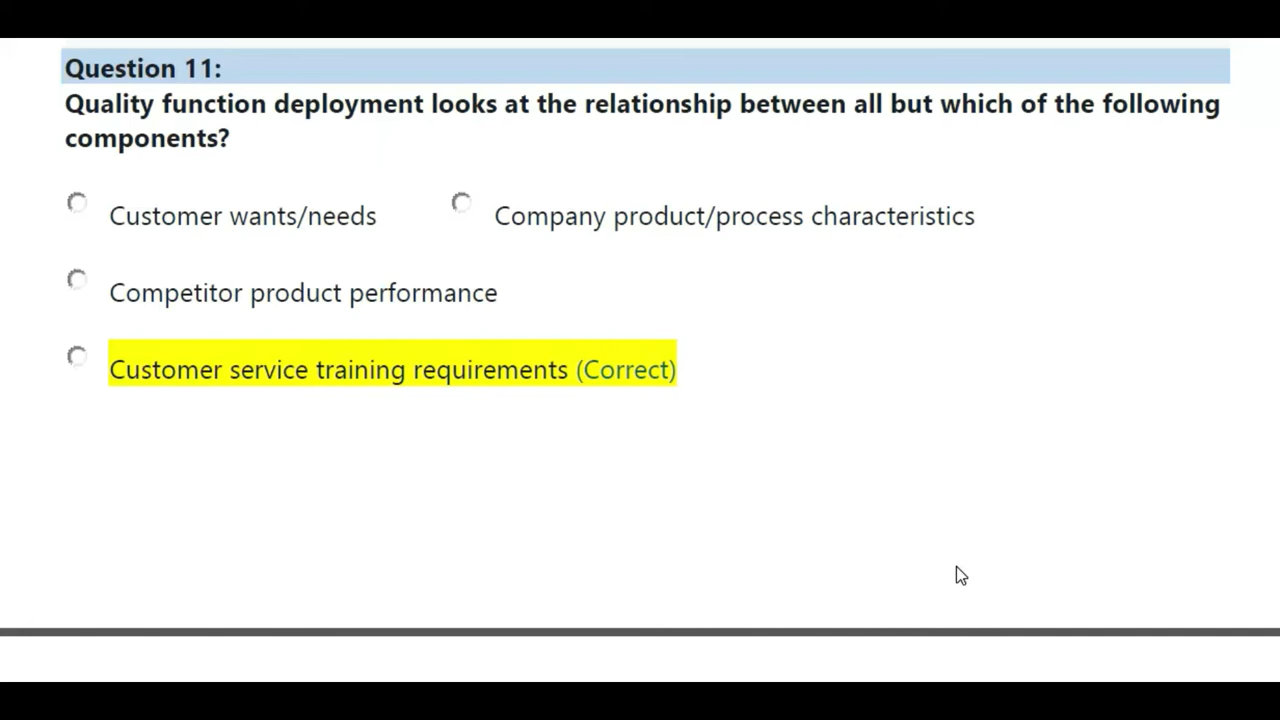 Question 11:
Quality function deployment looks at the relationship between all but which of the following
components?
Customer wants/needs
Company product/process characteristics
Competitor product performance
Customer service training requirements (Correct)